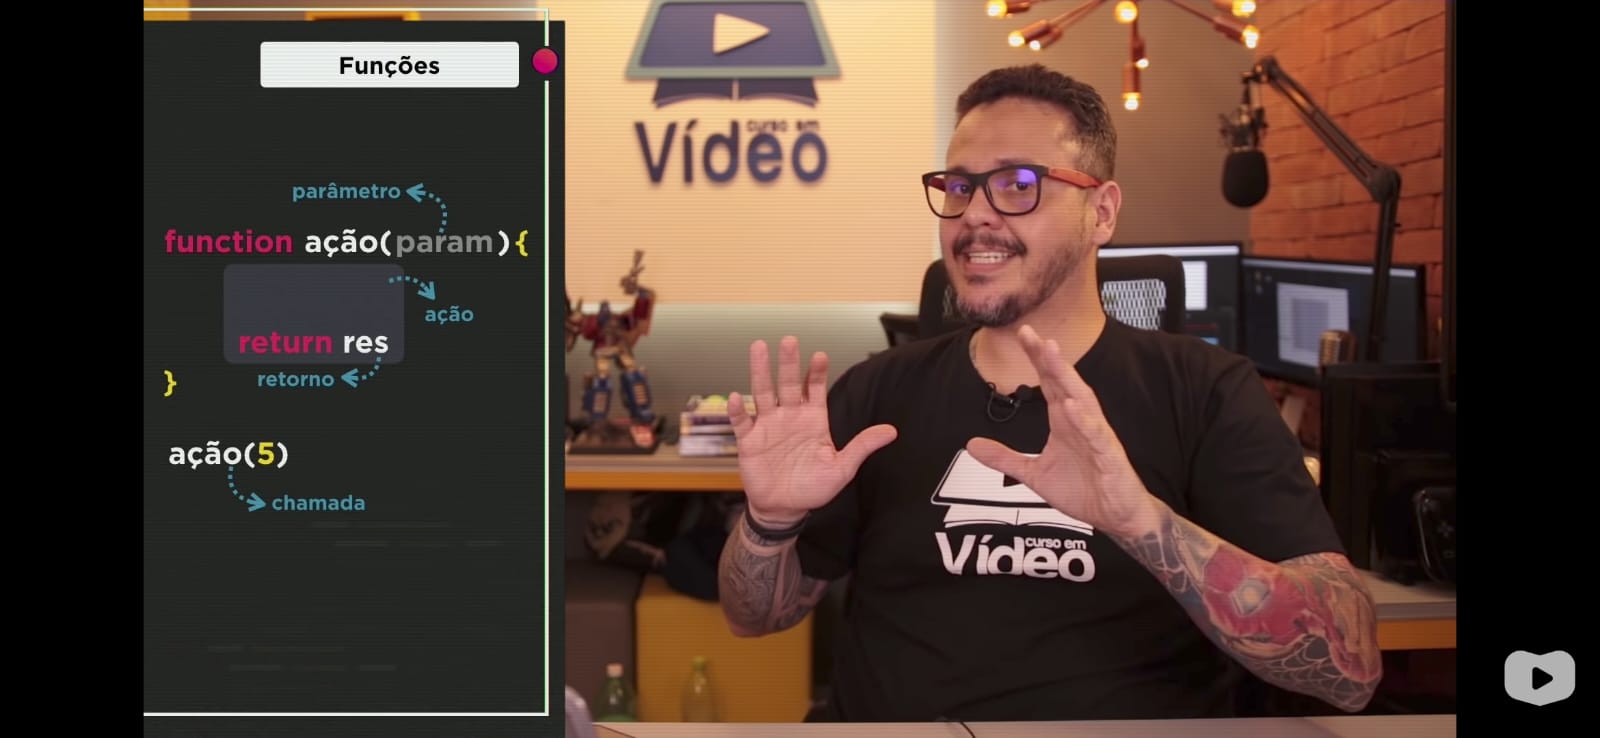 Funções
parâmetro
function ação(param){
ação
return res
retorno
}
ação(5)
chamada
curso em
Vídeo
curso em
Vídeo